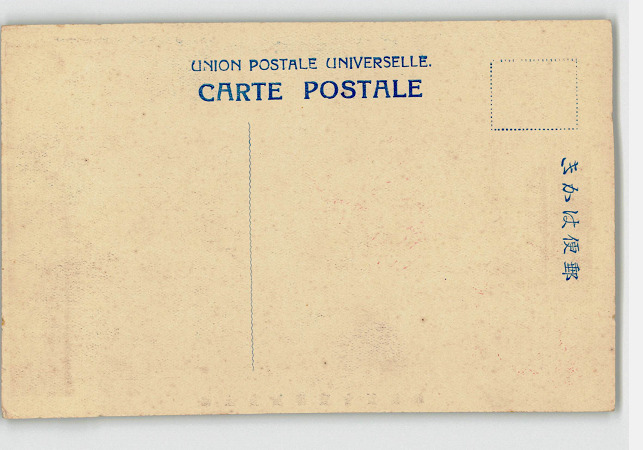 UNION POSTALE UNIVERSELLE.
CARTE POSTALE
郵便はかき